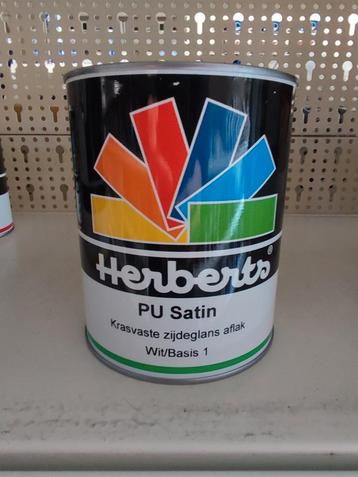 Herberts®
PU Satin
Krasvaste zijdeglans aflak
Wit/Basis 1